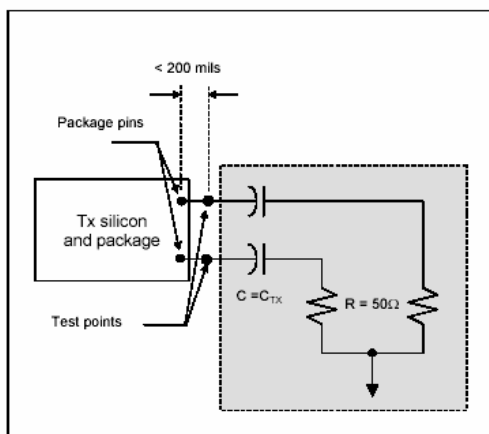 < 200 mils
Package pins
Tx silicon
and package
C =CTX
R = 50Ω
Test points